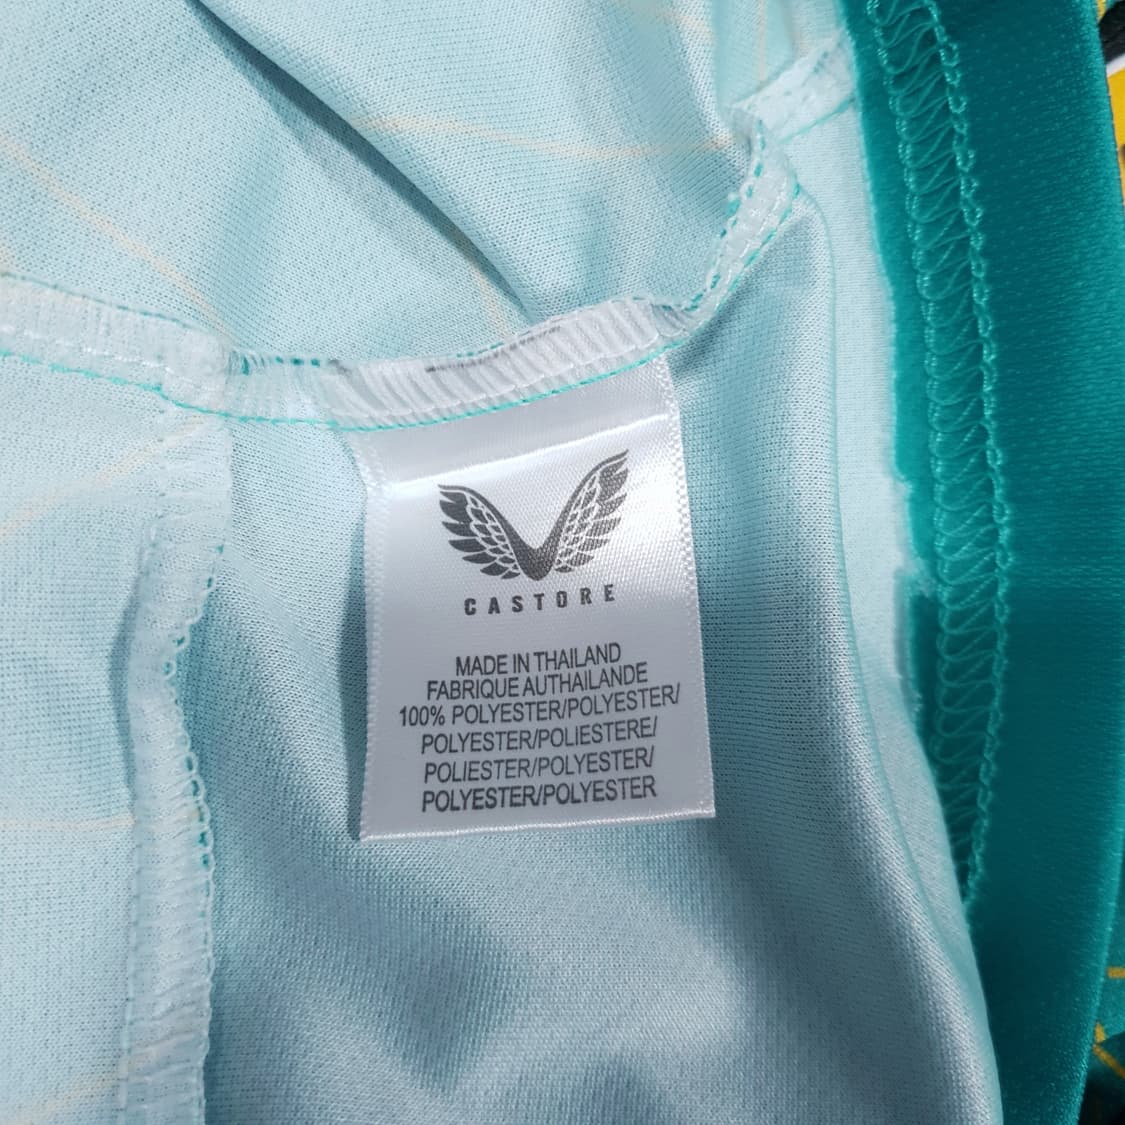 CASTORE
MADE IN THAILAND
FABRIQUE AUTHAILANDE
100% POLYESTER/POLYESTER/
POLYESTER/POLIESTERE/
POLIESTER/POLYESTER/
POLYESTER/POLYESTER